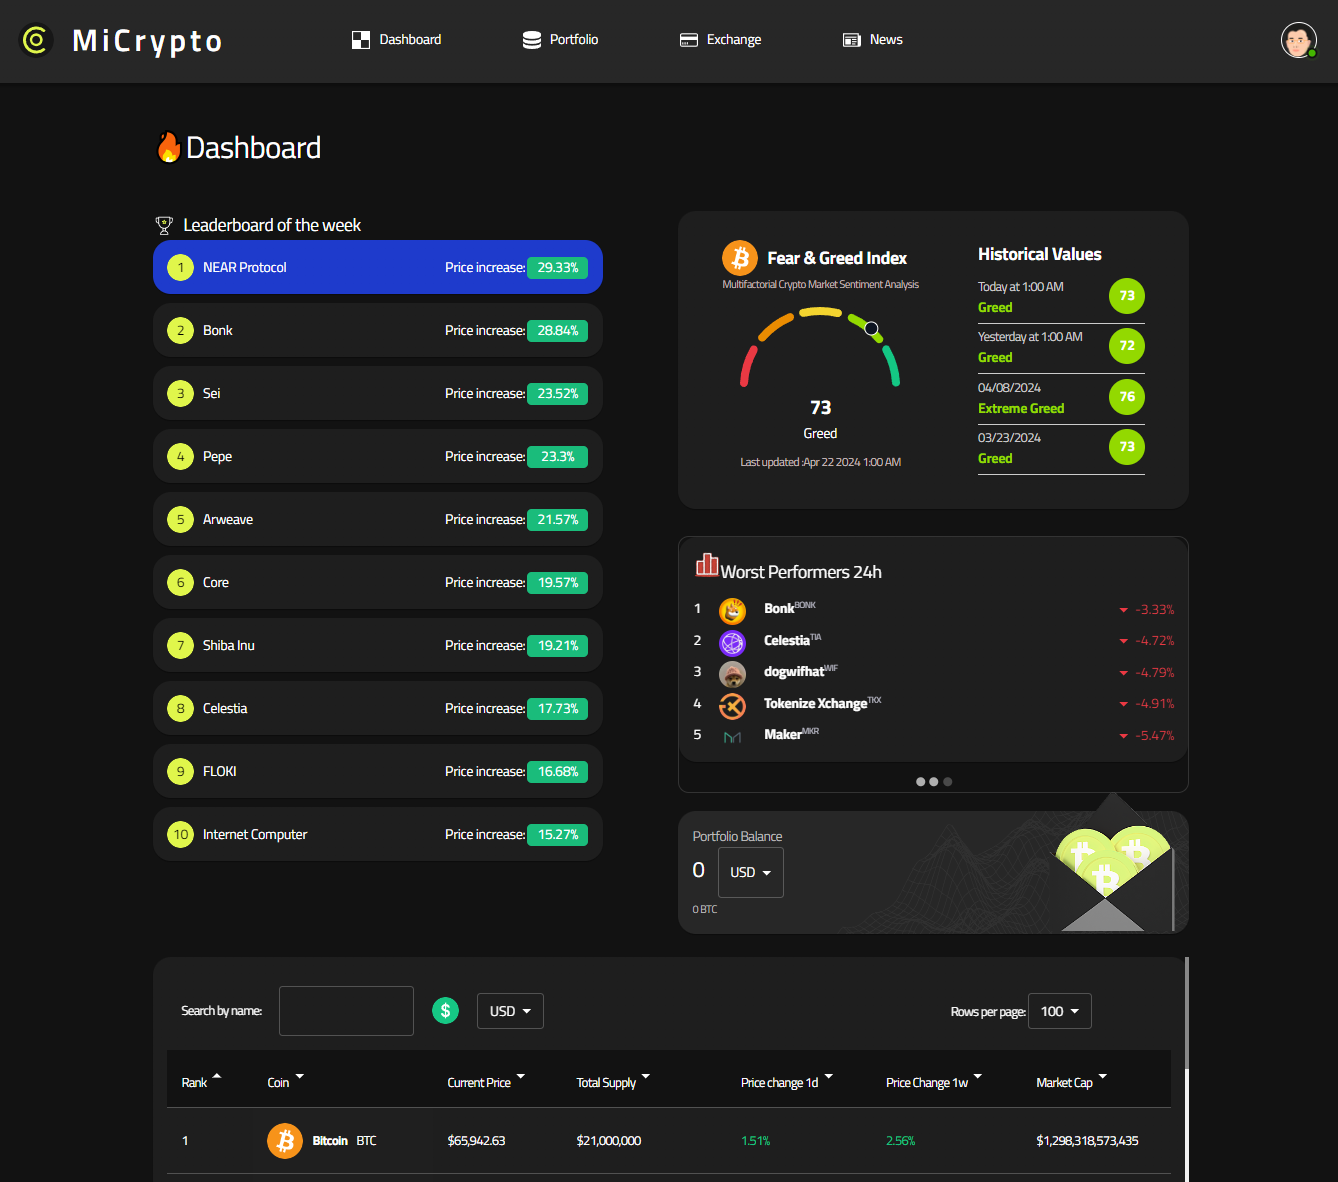 MiCrypto
Dashboard
Portfolio
Exchange
News
Dashboard
Leaderboard of the week
1 NEAR Protocol Price increase: 29.33%
2 Bonk Price increase: 28.84%
3 Sei Price increase: 23.52%
4 Pepe Price increase: 23.3%
5 Arweave Price increase: 21.57%
6 Core Price increase: 19.57%
7 Shiba Inu Price increase: 19.21%
8 Celestia Price increase: 17.73%
9 FLOKI Price increase: 16.68%
10 Internet Computer Price increase: 15.27%
Fear & Greed Index
Multifactorial Crypto Market Sentiment Analysis
73
Greed
Last updated :Apr 22 2024 1:00 AM
Historical Values
Today at 1:00 AM
Greed
73
Yesterday at 1:00 AM
Greed
72
04/08/2024
Extreme Greed
76
03/23/2024
Greed
73
Worst Performers 24h
1 Bonk BONK -3.33%
2 Celestia TIA -4.72%
3 dogwifhat WIF -4.79%
4 Tokenize Xchange TKX -4.91%
5 Maker MKR -5.47%
Portfolio Balance
0 USD
0 BTC
Search by name: $ USD Rows per page: 100
Rank Coin Current Price Total Supply Price change 1d Price Change 1w Market Cap
1 Bitcoin BTC $65,942.63 $21,000,000 1.51% 2.56% $1,298,318,573,435